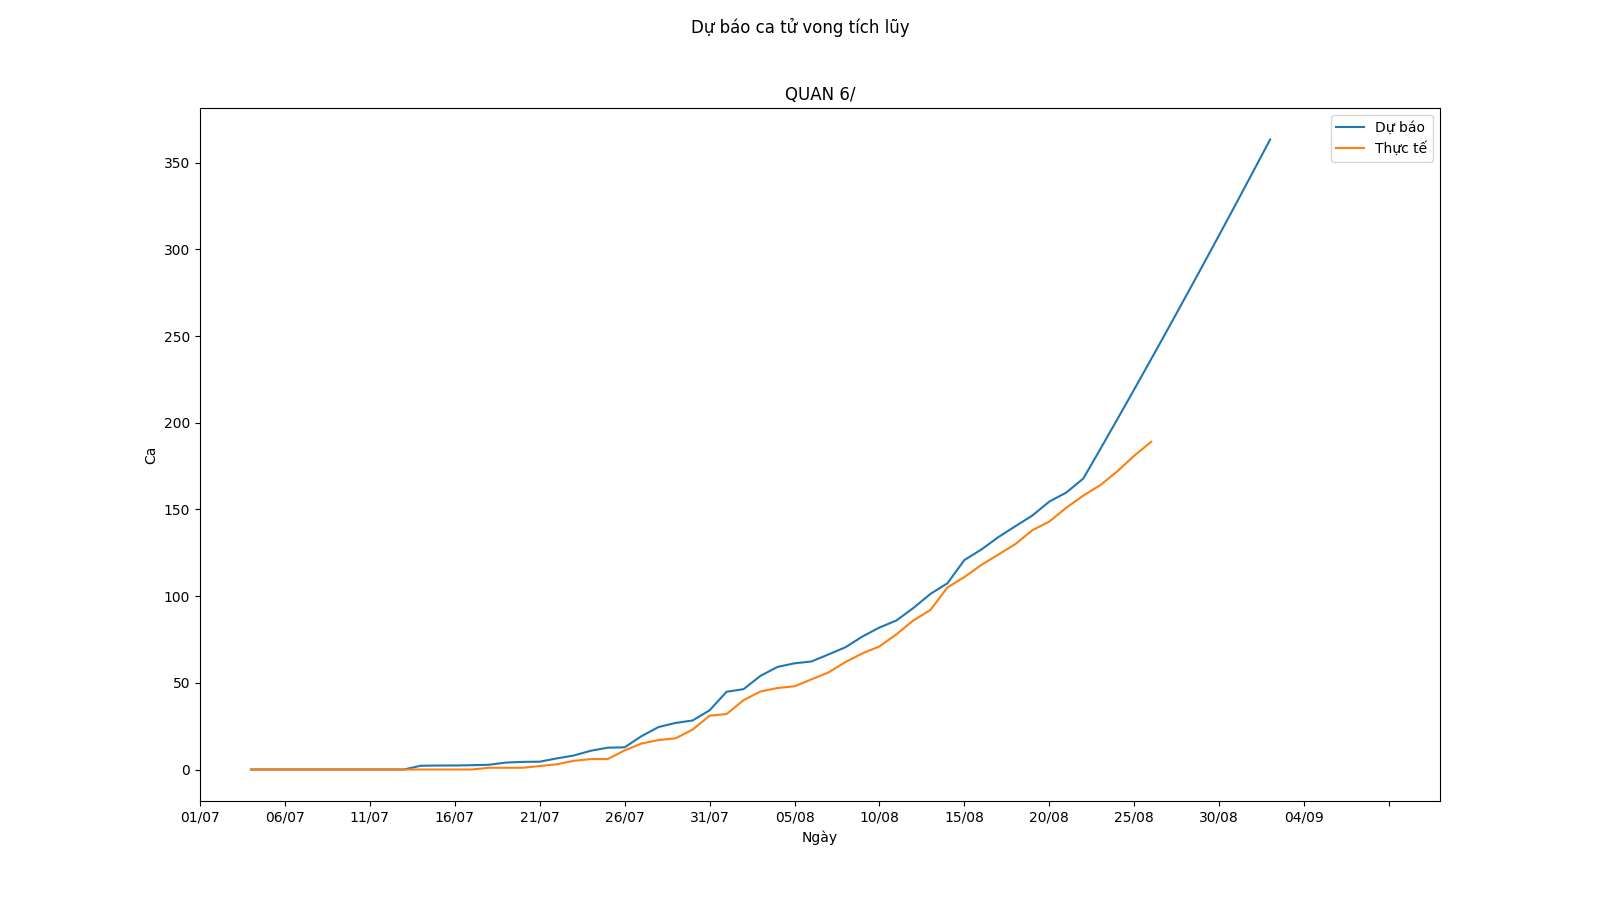 Dự báo ca tử vong tích lũy
QUAN 6/
Dự báo
Thực tế
350
300
250
200
150
100
50
0
Ca
01/07 06/07 11/07 16/07 21/07 26/07 31/07 05/08 10/08 15/08 20/08 25/08 30/08 04/09
Ngày